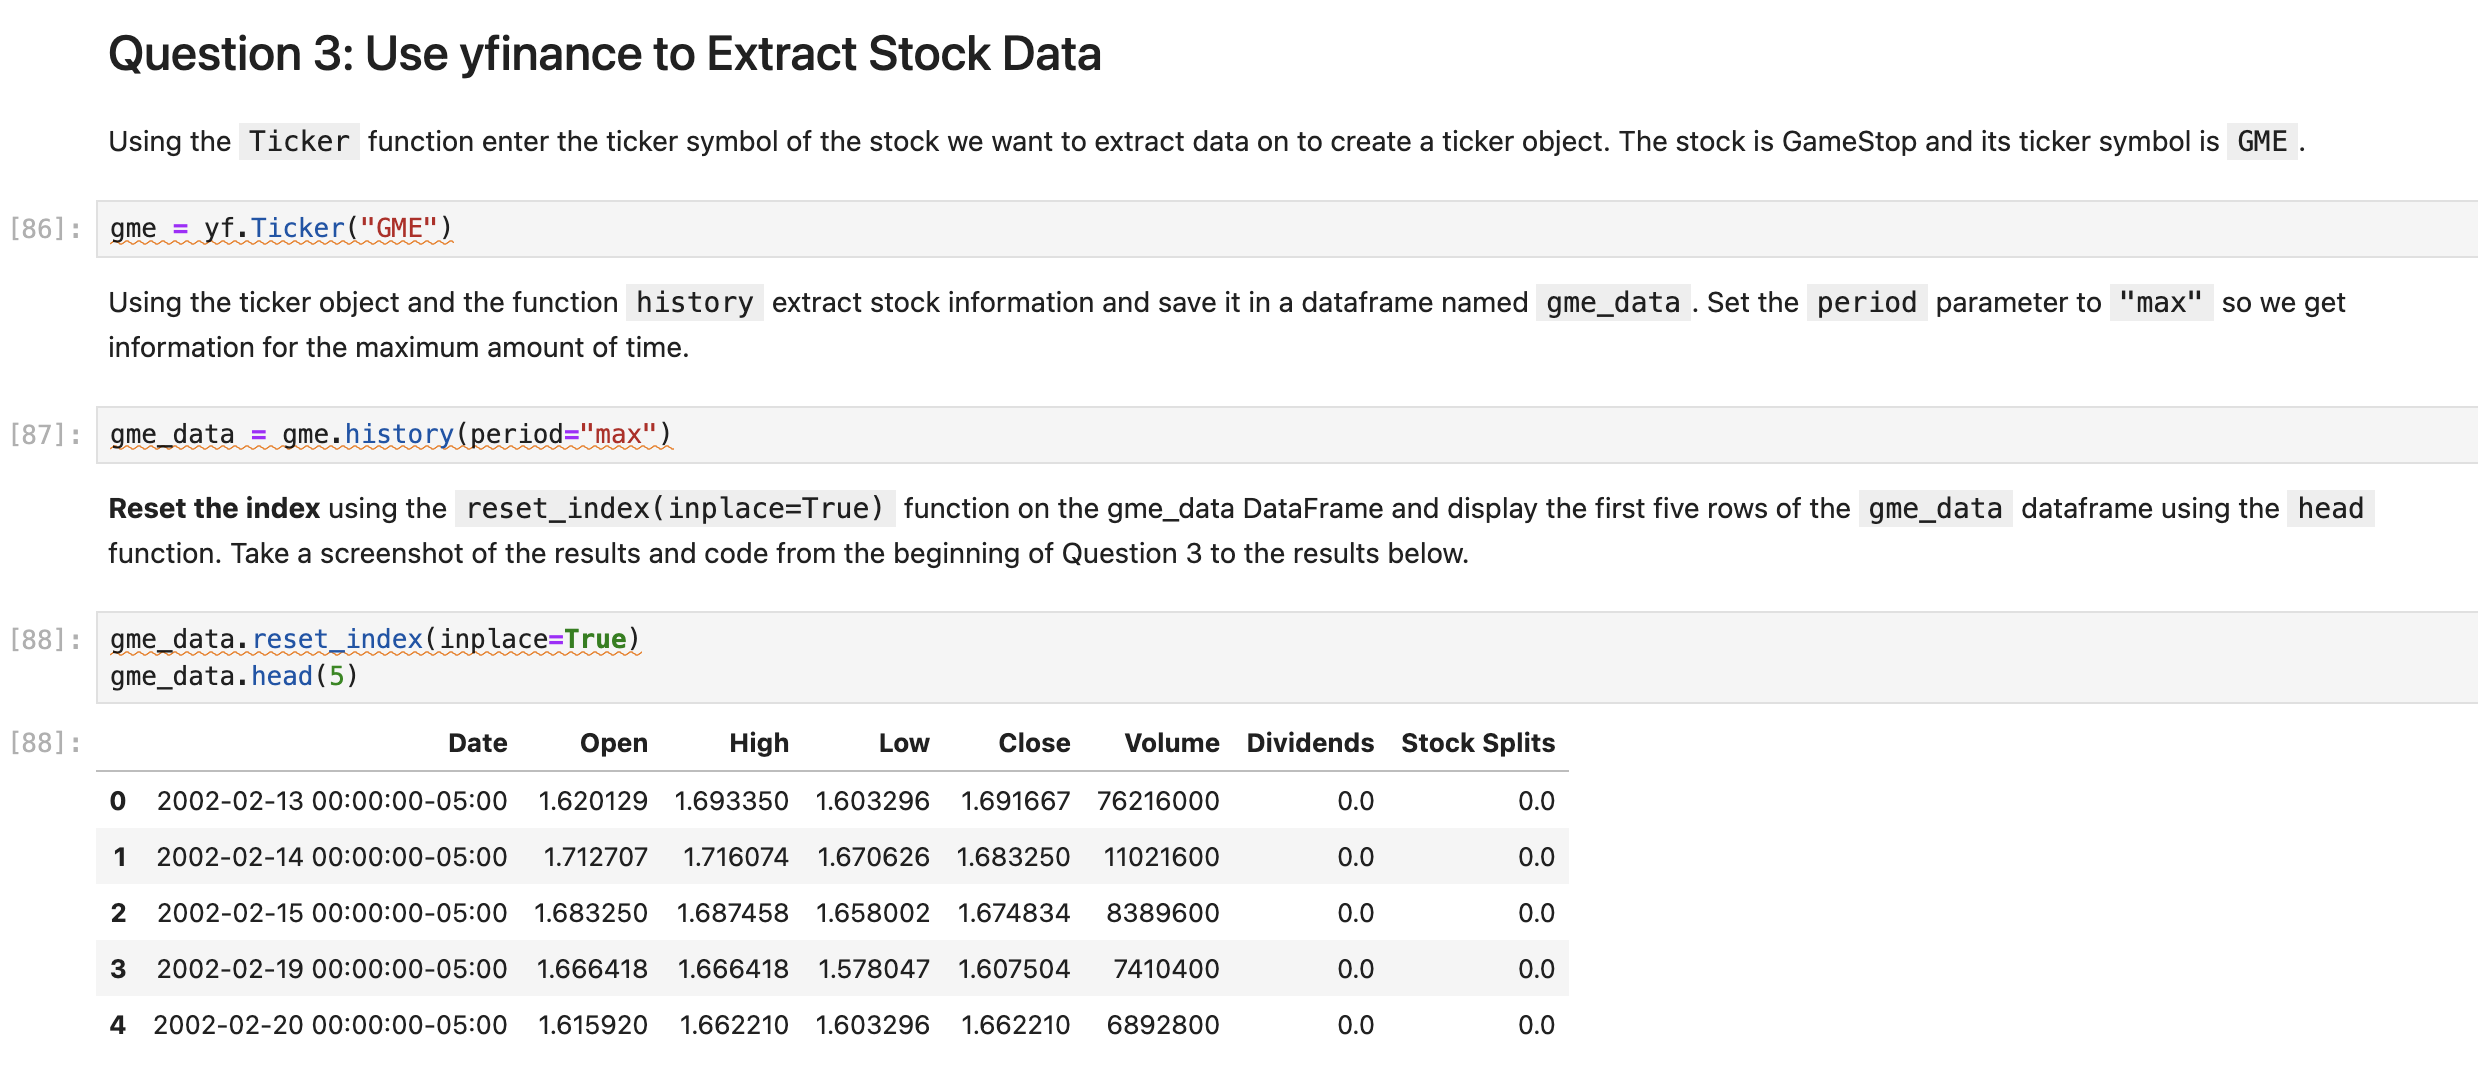 Question 3: Use yfinance to Extract Stock Data
Using the Ticker function enter the ticker symbol of the stock we want to extract data on to create a ticker object. The stock is GameStop and its ticker symbol is GME .
[86]: gme = yf.Ticker("GME")
Using the ticker object and the function history extract stock information and save it in a dataframe named gme_data . Set the period parameter to "max" so we get
information for the maximum amount of time.
[87]: gme_data = gme.history(period="max")
Reset the index using the reset_index(inplace=True) function on the gme_data DataFrame and display the first five rows of the gme_data dataframe using the head
function. Take a screenshot of the results and code from the beginning of Question 3 to the results below.
[88]: gme_data.reset_index(inplace=True)
gme_data.head(5)
[88]: Date Open High Low Close Volume Dividends Stock Splits
0 2002-02-13 00:00:00-05:00 1.620129 1.693350 1.603296 1.691667 76216000 0.0 0.0
1 2002-02-14 00:00:00-05:00 1.712707 1.716074 1.670626 1.683250 11021600 0.0 0.0
2 2002-02-15 00:00:00-05:00 1.683250 1.687458 1.658002 1.674834 8389600 0.0 0.0
3 2002-02-19 00:00:00-05:00 1.666418 1.666418 1.578047 1.607504 7410400 0.0 0.0
4 2002-02-20 00:00:00-05:00 1.615920 1.662210 1.603296 1.662210 6892800 0.0 0.0